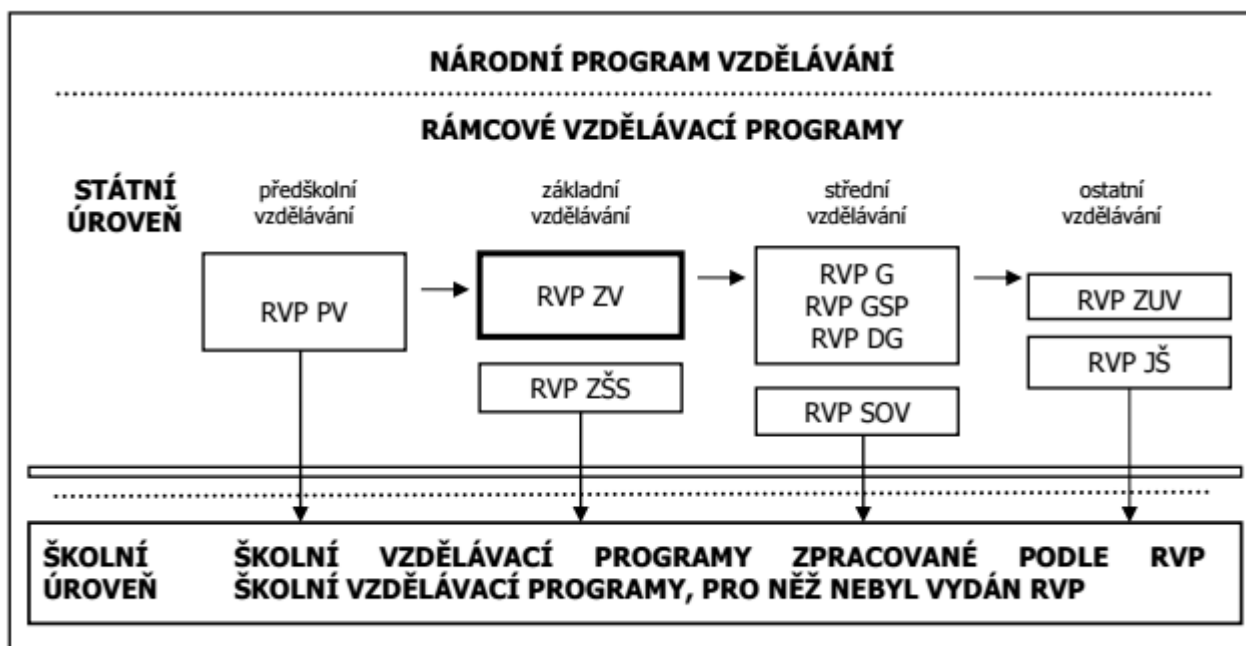 NÁRODNÍ PROGRAM VZDĚLÁVÁNÍ
RÁMCOVÉ VZDĚLÁVACÍ PROGRAMY
STÁTNÍ
ÚROVEŇ
předškolní
vzdělávání
základní
vzdělávání
střední
vzdělávání
ostatní
vzdělávání
RVP PV
RVP ZV
RVP ZŠS
RVP G
RVP GSP
RVP DG
RVP SOV
RVP ZUV
RVP JŠ
ŠKOLNÍ
ÚROVEŇ
ŠKOLNÍ VZDĚLÁVACÍ PROGRAMY ZPRACOVANÉ PODLE RVP
ŠKOLNÍ VZDĚLÁVACÍ PROGRAMY, PRO NĚŽ NEBYL VYDÁN RVP